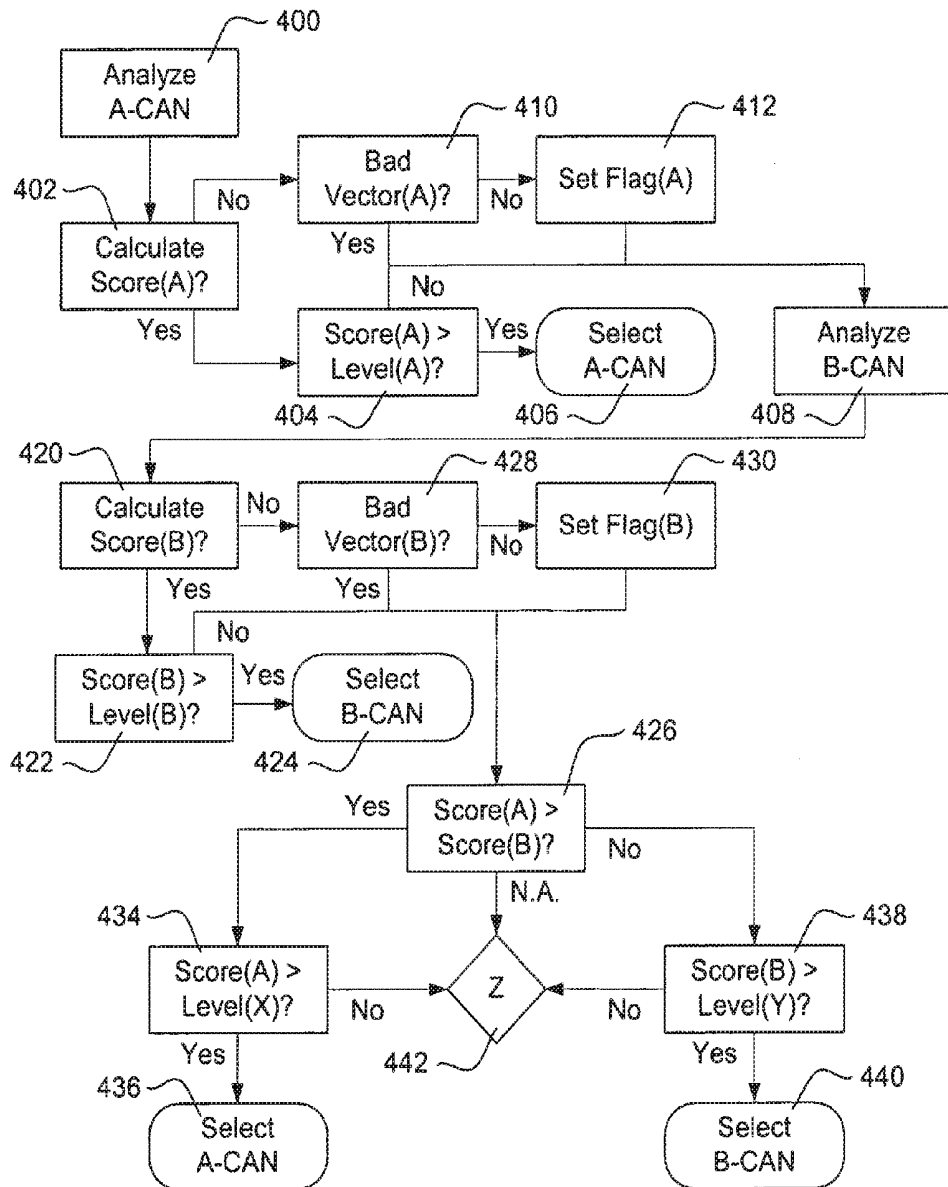 400
Analyze
A-CAN
410
412
Bad
Vector(A)?
Set Flag(A)
402
No
No
Calculate
Score(A)?
Yes
No
Yes
Score(A) >
Level(A)?
Yes
Select
A-CAN
Analyze
B-CAN
404
406
408
420
428
430
Calculate
Score(B)?
No
Bad
Vector(B)?
No
Set Flag(B)
Yes
Yes
No
Score(B) >
Level(B)?
Yes
Select
B-CAN
422
424
426
Yes
Score(A) >
Score(B)?
No
N.A.
434
438
Score(A) >
Level(X)?
No
Z
No
Score(B) >
Level(Y)?
Yes
442
Yes
436
440
Select
A-CAN
Select
B-CAN